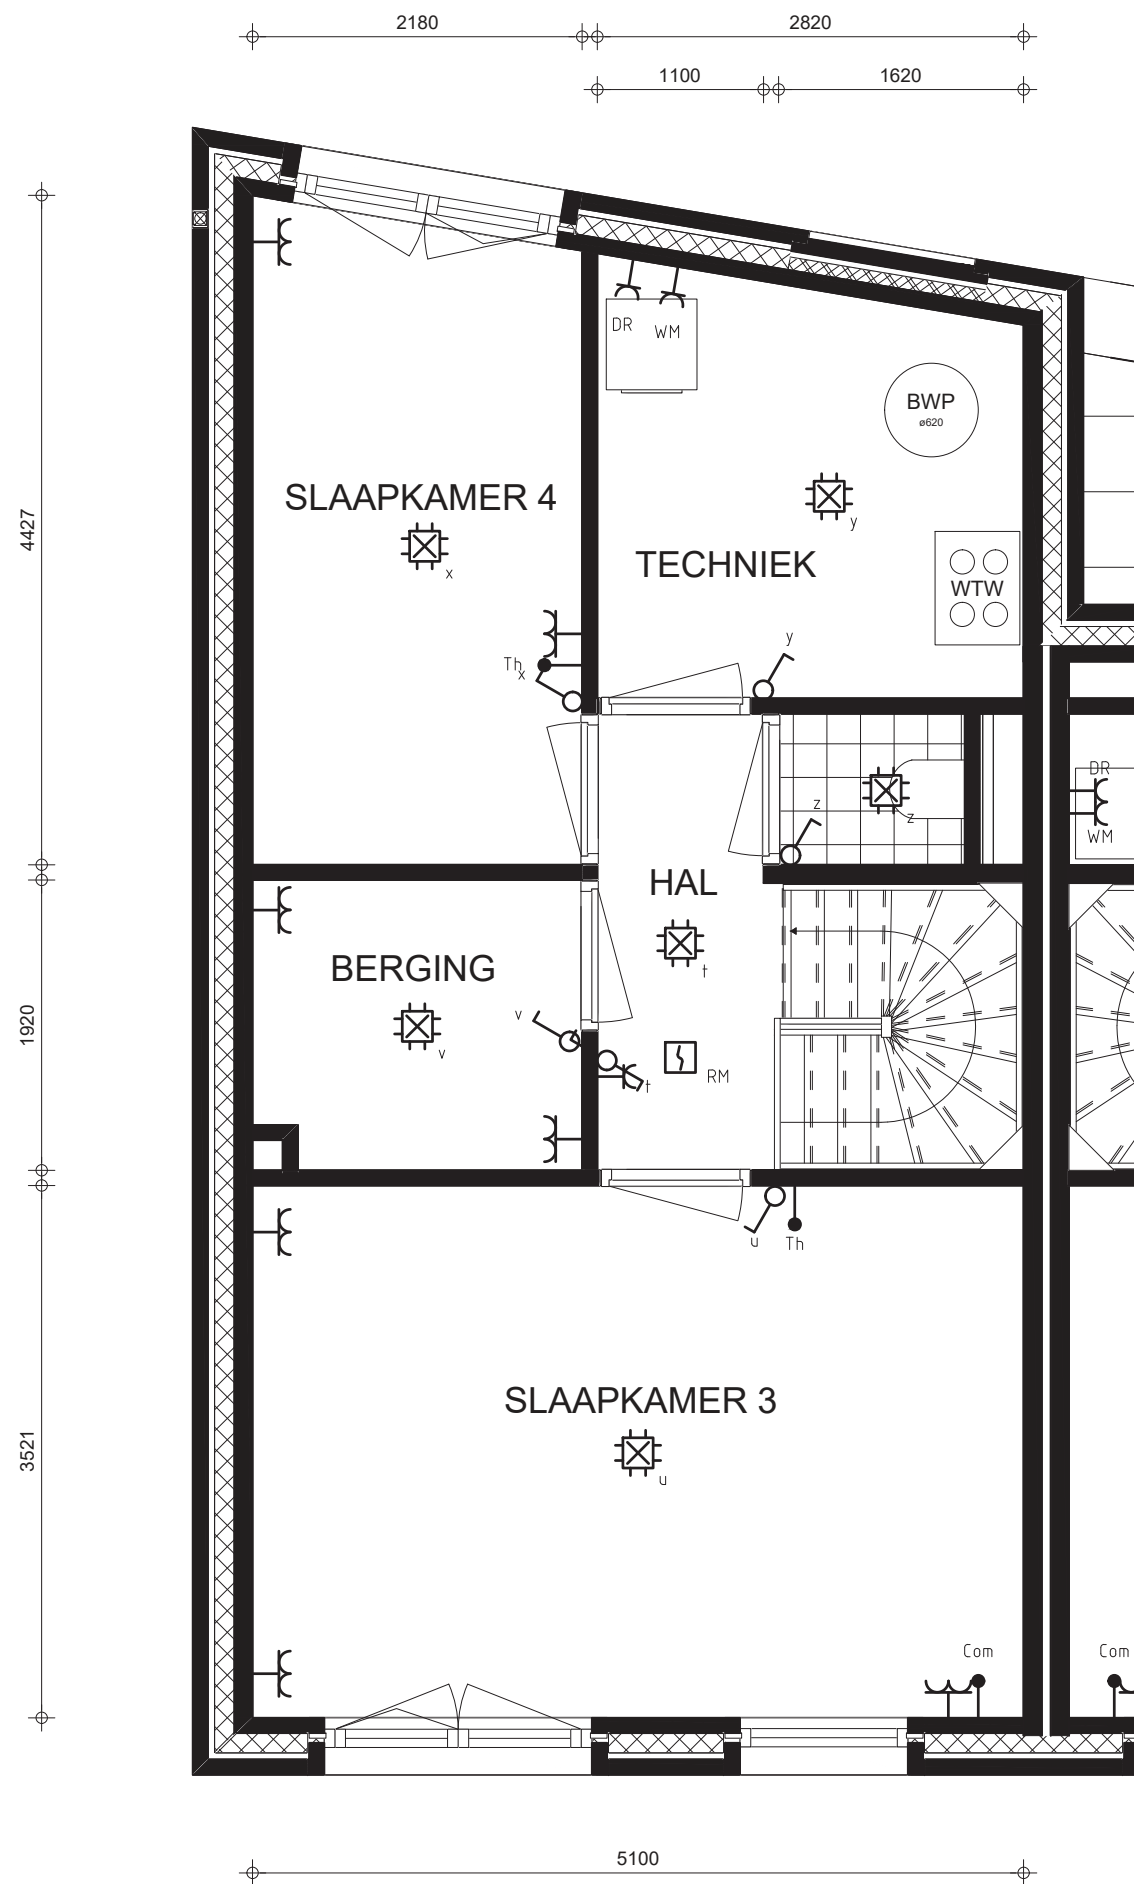 2180
2820
1100
1620
DR
WM
BWP
ø620
4427
SLAAPKAMER 4
x
y
TECHNIEK
WTW
y
Th
x
z
z
DR
WM
HAL
t
BERGING
v
v
1920
t
RM
u
Th
SLAAPKAMER 3
u
3521
Com
Com
5100